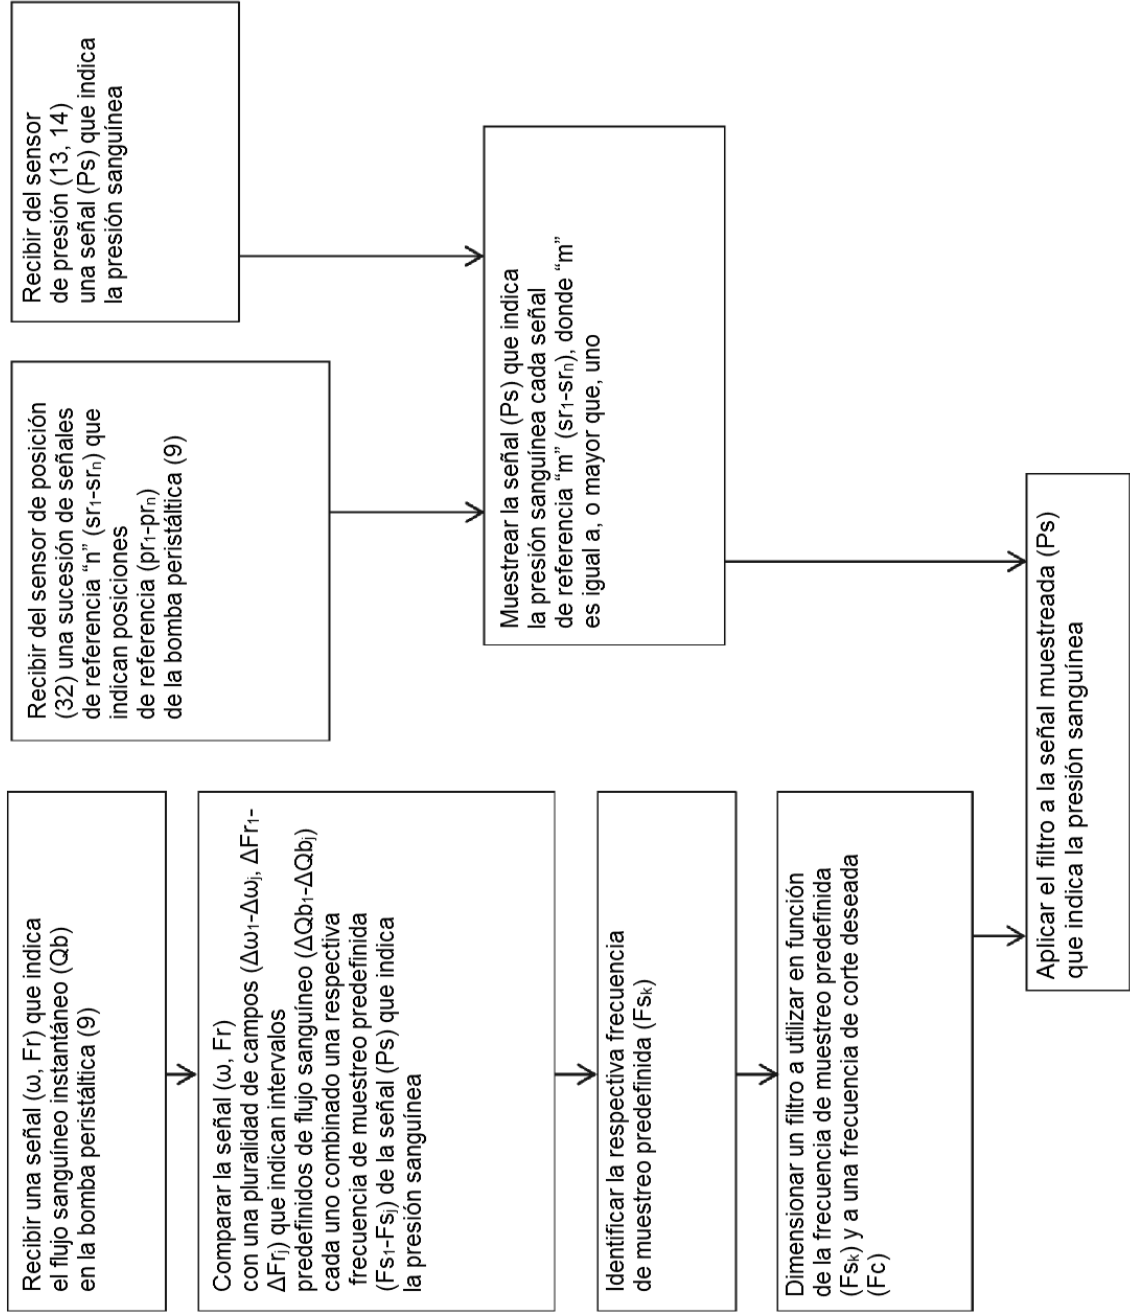 Recibir una señal (ω, Fr) que indica
el flujo sanguíneo instantáneo (Qb)
en la bomba peristáltica (9)
Comparar la señal (ω, Fr)
con una pluralidad de campos (Δω₁-Δωⱼ, ΔFr₁-
ΔFrⱼ) que indican intervalos
predefinidos de flujo sanguíneo (ΔQb₁-ΔQbⱼ)
cada uno combinado una respectiva
frecuencia de muestreo predefinida
(Fs₁-Fsⱼ) de la señal (Ps) que indica
la presión sanguínea
Identificar la respectiva frecuencia
de muestreo predefinida (Fsₖ)
Dimensionar un filtro a utilizar en función
de la frecuencia de muestreo predefinida
(Fsₖ) y a una frecuencia de corte deseada
(Fc)
Recibir del sensor de posición
(32) una sucesión de señales
de referencia “n” (sr₁-srₙ) que
indican posiciones
de referencia (pr₁-prₙ)
de la bomba peristáltica (9)
Recibir del sensor
de presión (13, 14)
una señal (Ps) que indica
la presión sanguínea
Muestrear la señal (Ps) que indica
la presión sanguínea cada señal
de referencia “m” (sr₁-srₙ), donde “m”
es igual a, o mayor que, uno
Aplicar el filtro a la señal muestreada (Ps)
que indica la presión sanguínea